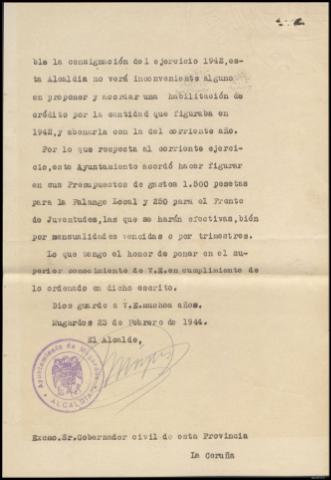 ble la consignación del ejercicio 1942,es-
ta Alcaldia no verá inconveniente alguno
en proponer y acordar una habilitación de
crédito por la cantidad que figuraba en
1942,y abonarla con la del corriente año.
Por lo que respecta al corriente ejerci-
cio,este Ayuntamiento acordó hacer figurar
en sus Presupuestos de gastos 1.500 pesetas
para la Falange Local y 250 para el Frente
de Juventudes,las que se harán efectivas,bién
por mensualidades vencidas o por trimestres.
Lo que tengo el honor de poner en el su-
perior conocimiento de V.E.en cumplimiento de
lo ordenado en dicho escrito.
Dios guarde a V.E.muchos años.
Mugardos 23 de Febrero de 1944.
El Alcalde,
Ayuntamiento de Mugardos
ALCALDIA
Excmo.Sr.Gobernador civil de esta Provincia
La Coruña